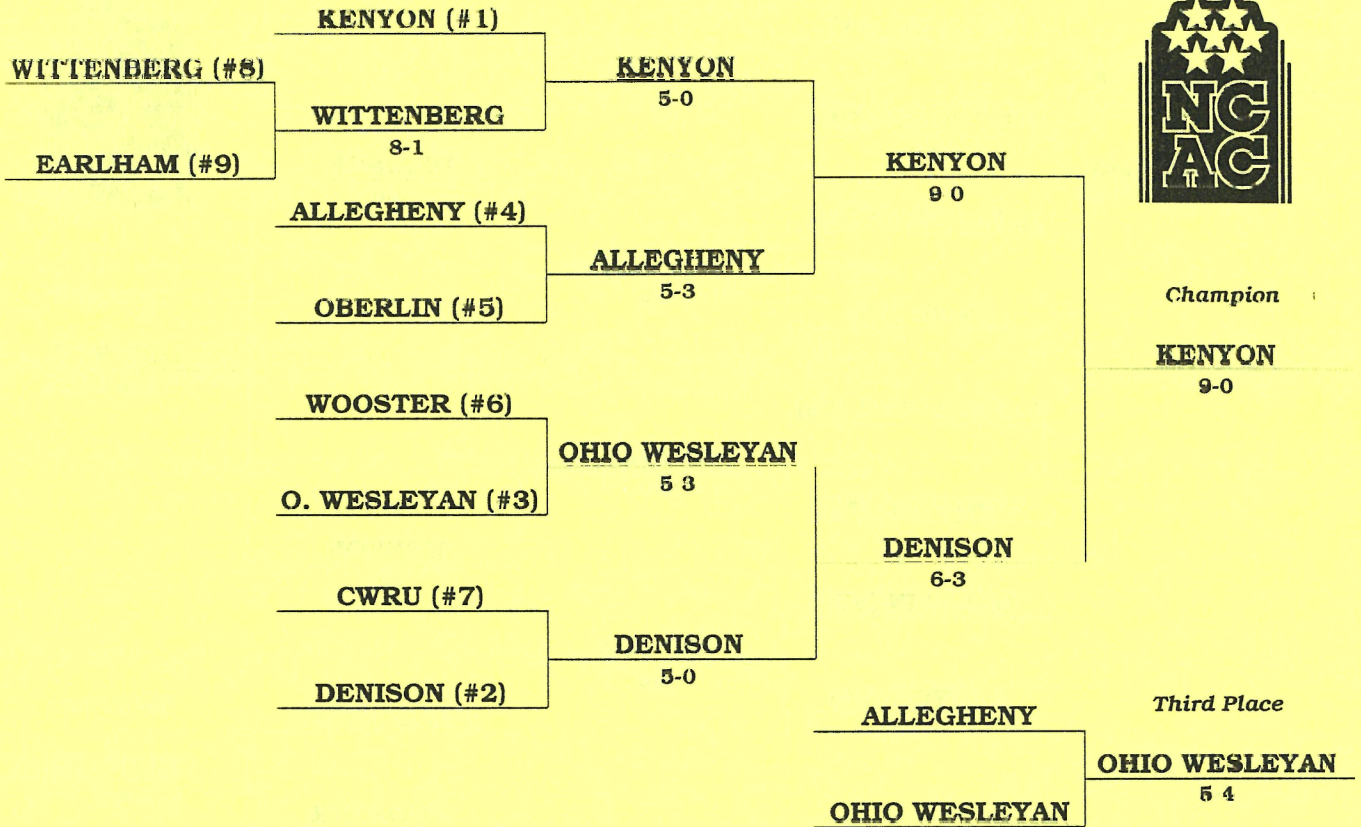 KENYON (#1)
WITTENBERG (#8)
KENYON
5-0
WITTENBERG
8-1
EARLHAM (#9)
KENYON
9 0
ALLEGHENY (#4)
ALLEGHENY
5-3
OBERLIN (#5)
NC
AC
Champion
KENYON
9-0
WOOSTER (#6)
OHIO WESLEYAN
5 3
O. WESLEYAN (#3)
DENISON
6-3
CWRU (#7)
DENISON
5-0
DENISON (#2)
ALLEGHENY
Third Place
OHIO WESLEYAN
5 4
OHIO WESLEYAN